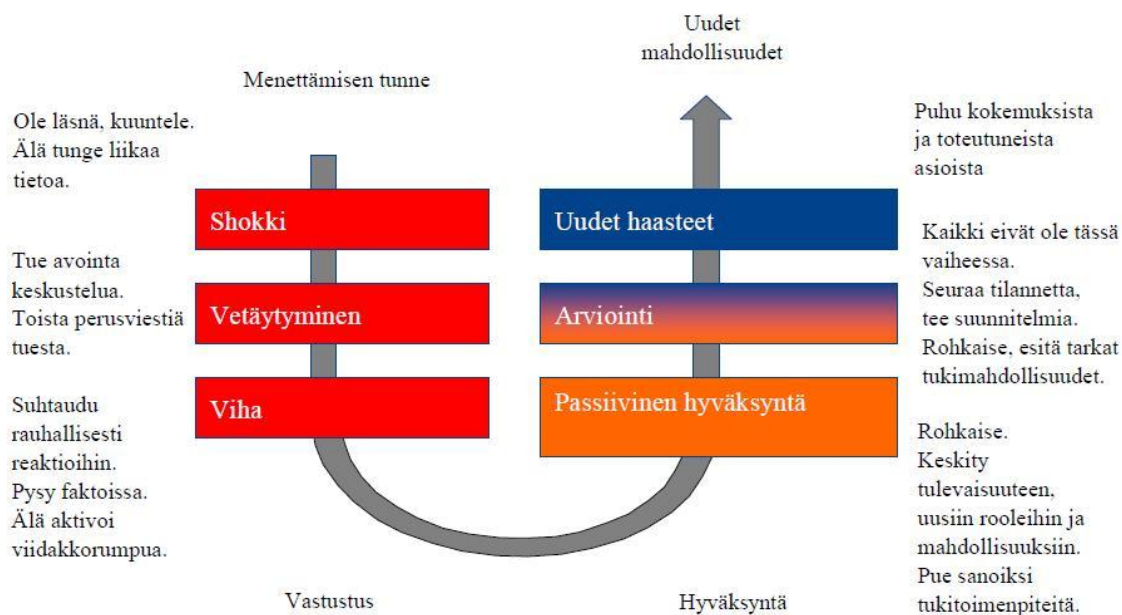 Uudet
mahdollisuudet
Menettämisen tunne
Ole läsnä, kuuntele.
Älä tunge liikaa
tietoa.
Puhu kokemuksista
ja toteutuneista
asioista
Shokki
Uudet haasteet
Tue avointa
keskustelua.
Toista perusviestiä
tuesta.
Vetäytyminen
Arviointi
Kaikki eivät ole tässä
vaiheessa.
Seuraa tilannetta,
tee suunnitelmia.
Rohkaise, esitä tarkat
tukimahdollisuudet.
Viha
Passiivinen hyväksyntä
Suhtaudu
rauhallisesti
reaktioihin.
Pysy faktoissa.
Älä aktivoi
viidakkorumpua.
Rohkaise.
Keskity
tulevaisuuteen,
uusiin rooleihin ja
mahdollisuuksiin.
Pue sanoiksi
tukitoimenpiteitä.
Vastustus
Hyväksyntä